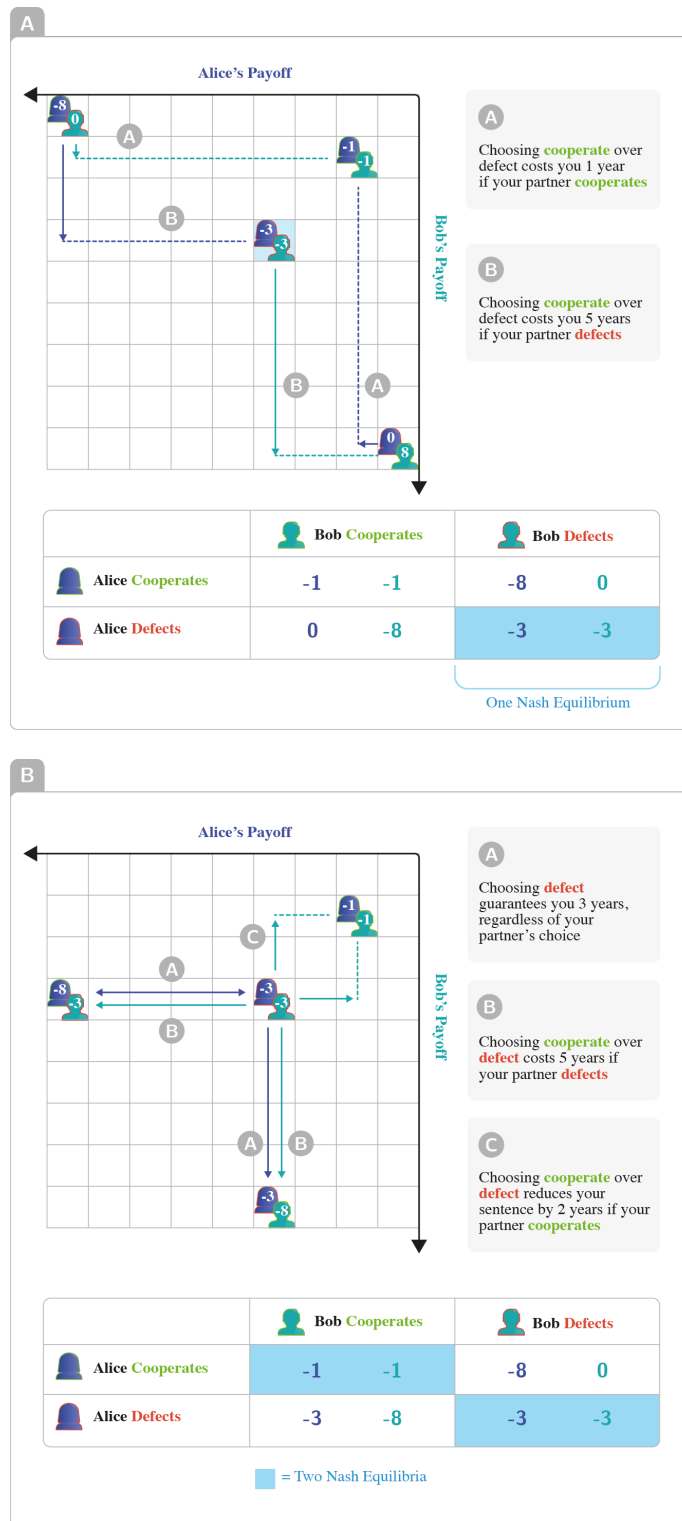 A
Alice's Payoff
-8
0
A
-1
-1
B
-3
-3
Bob's Payoff
B
A
0
8
A
Choosing cooperate over
defect costs you 1 year
if your partner cooperates
B
Choosing cooperate over
defect costs you 5 years
if your partner defects
Bob Cooperates Bob Defects
Alice Cooperates -1 -1 -8 0
Alice Defects 0 -8 -3 -3
One Nash Equilibrium
B
Alice's Payoff
-1
-1
C
A
-8
-3
-3
-3
B
Bob's Payoff
A
B
-3
-8
A
Choosing defect
guarantees you 3 years,
regardless of your
partner's choice
B
Choosing cooperate over
defect costs 5 years if
your partner defects
C
Choosing cooperate over
defect reduces your
sentence by 2 years if your
partner cooperates
Bob Cooperates Bob Defects
Alice Cooperates -1 -1 -8 0
Alice Defects -3 -8 -3 -3
= Two Nash Equilibria